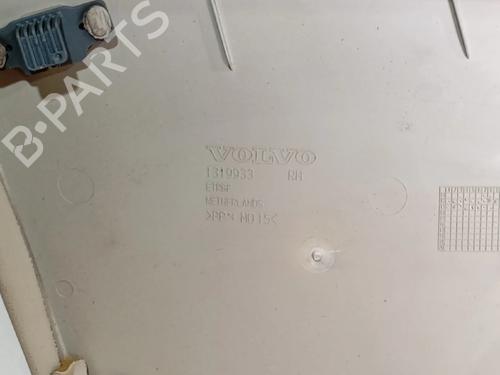 B-PARTS
VOLVO
1319933 RH
NETHERLANDS
>PP* MD15<